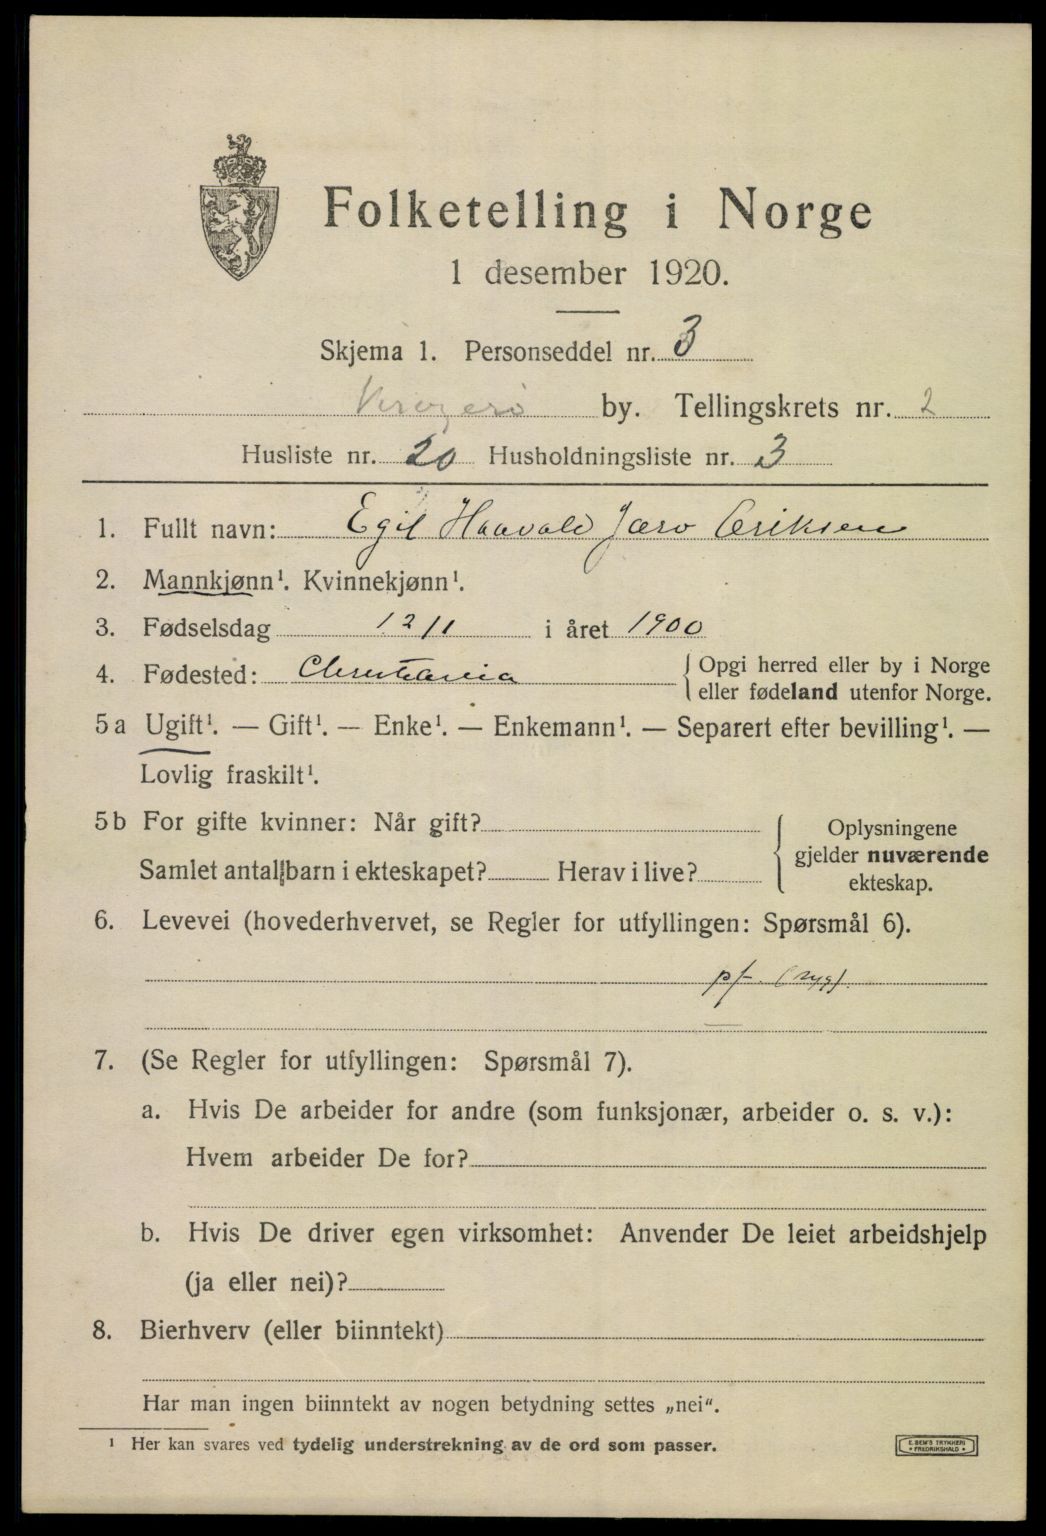 Folketelling i Norge
1 desember 1920.
Skjema 1. Personseddel nr. 3
Kragerø by. Tellingskrets nr. 2
Husliste nr. 20 Husholdningsliste nr. 3
1. Fullt navn: Egil Haavald Jærv Eriksen
2. Mannkjønn¹. Kvinnekjønn¹.
3. Fødselsdag 12/1 i året 1900
4. Fødested: Christiania { Opgi herred eller by i Norge
eller fødeland utenfor Norge.
5a Ugift¹. — Gift¹. — Enke¹. — Enkemann¹. — Separert efter bevilling¹. —
Lovlig fraskilt¹.
5b For gifte kvinner: Når gift?
Samlet antal barn i ekteskapet? Herav i live?
{ Oplysningene
gjelder nuværende
ekteskap.
6. Levevei (hovederhvervet, se Regler for utfyllingen: Spørsmål 6).
pf. (syg).
7. (Se Regler for utfyllingen: Spørsmål 7).
a. Hvis De arbeider for andre (som funksjonær, arbeider o. s. v.):
Hvem arbeider De for?
b. Hvis De driver egen virksomhet: Anvender De leiet arbeidshjelp
(ja eller nei)?
8. Bierhverv (eller biinntekt)
Har man ingen biinntekt av nogen betydning settes „nei".
¹ Her kan svares ved tydelig understrekning av de ord som passer.
E. SEM'S TRYKKERI
• FREDRIKSHALD •